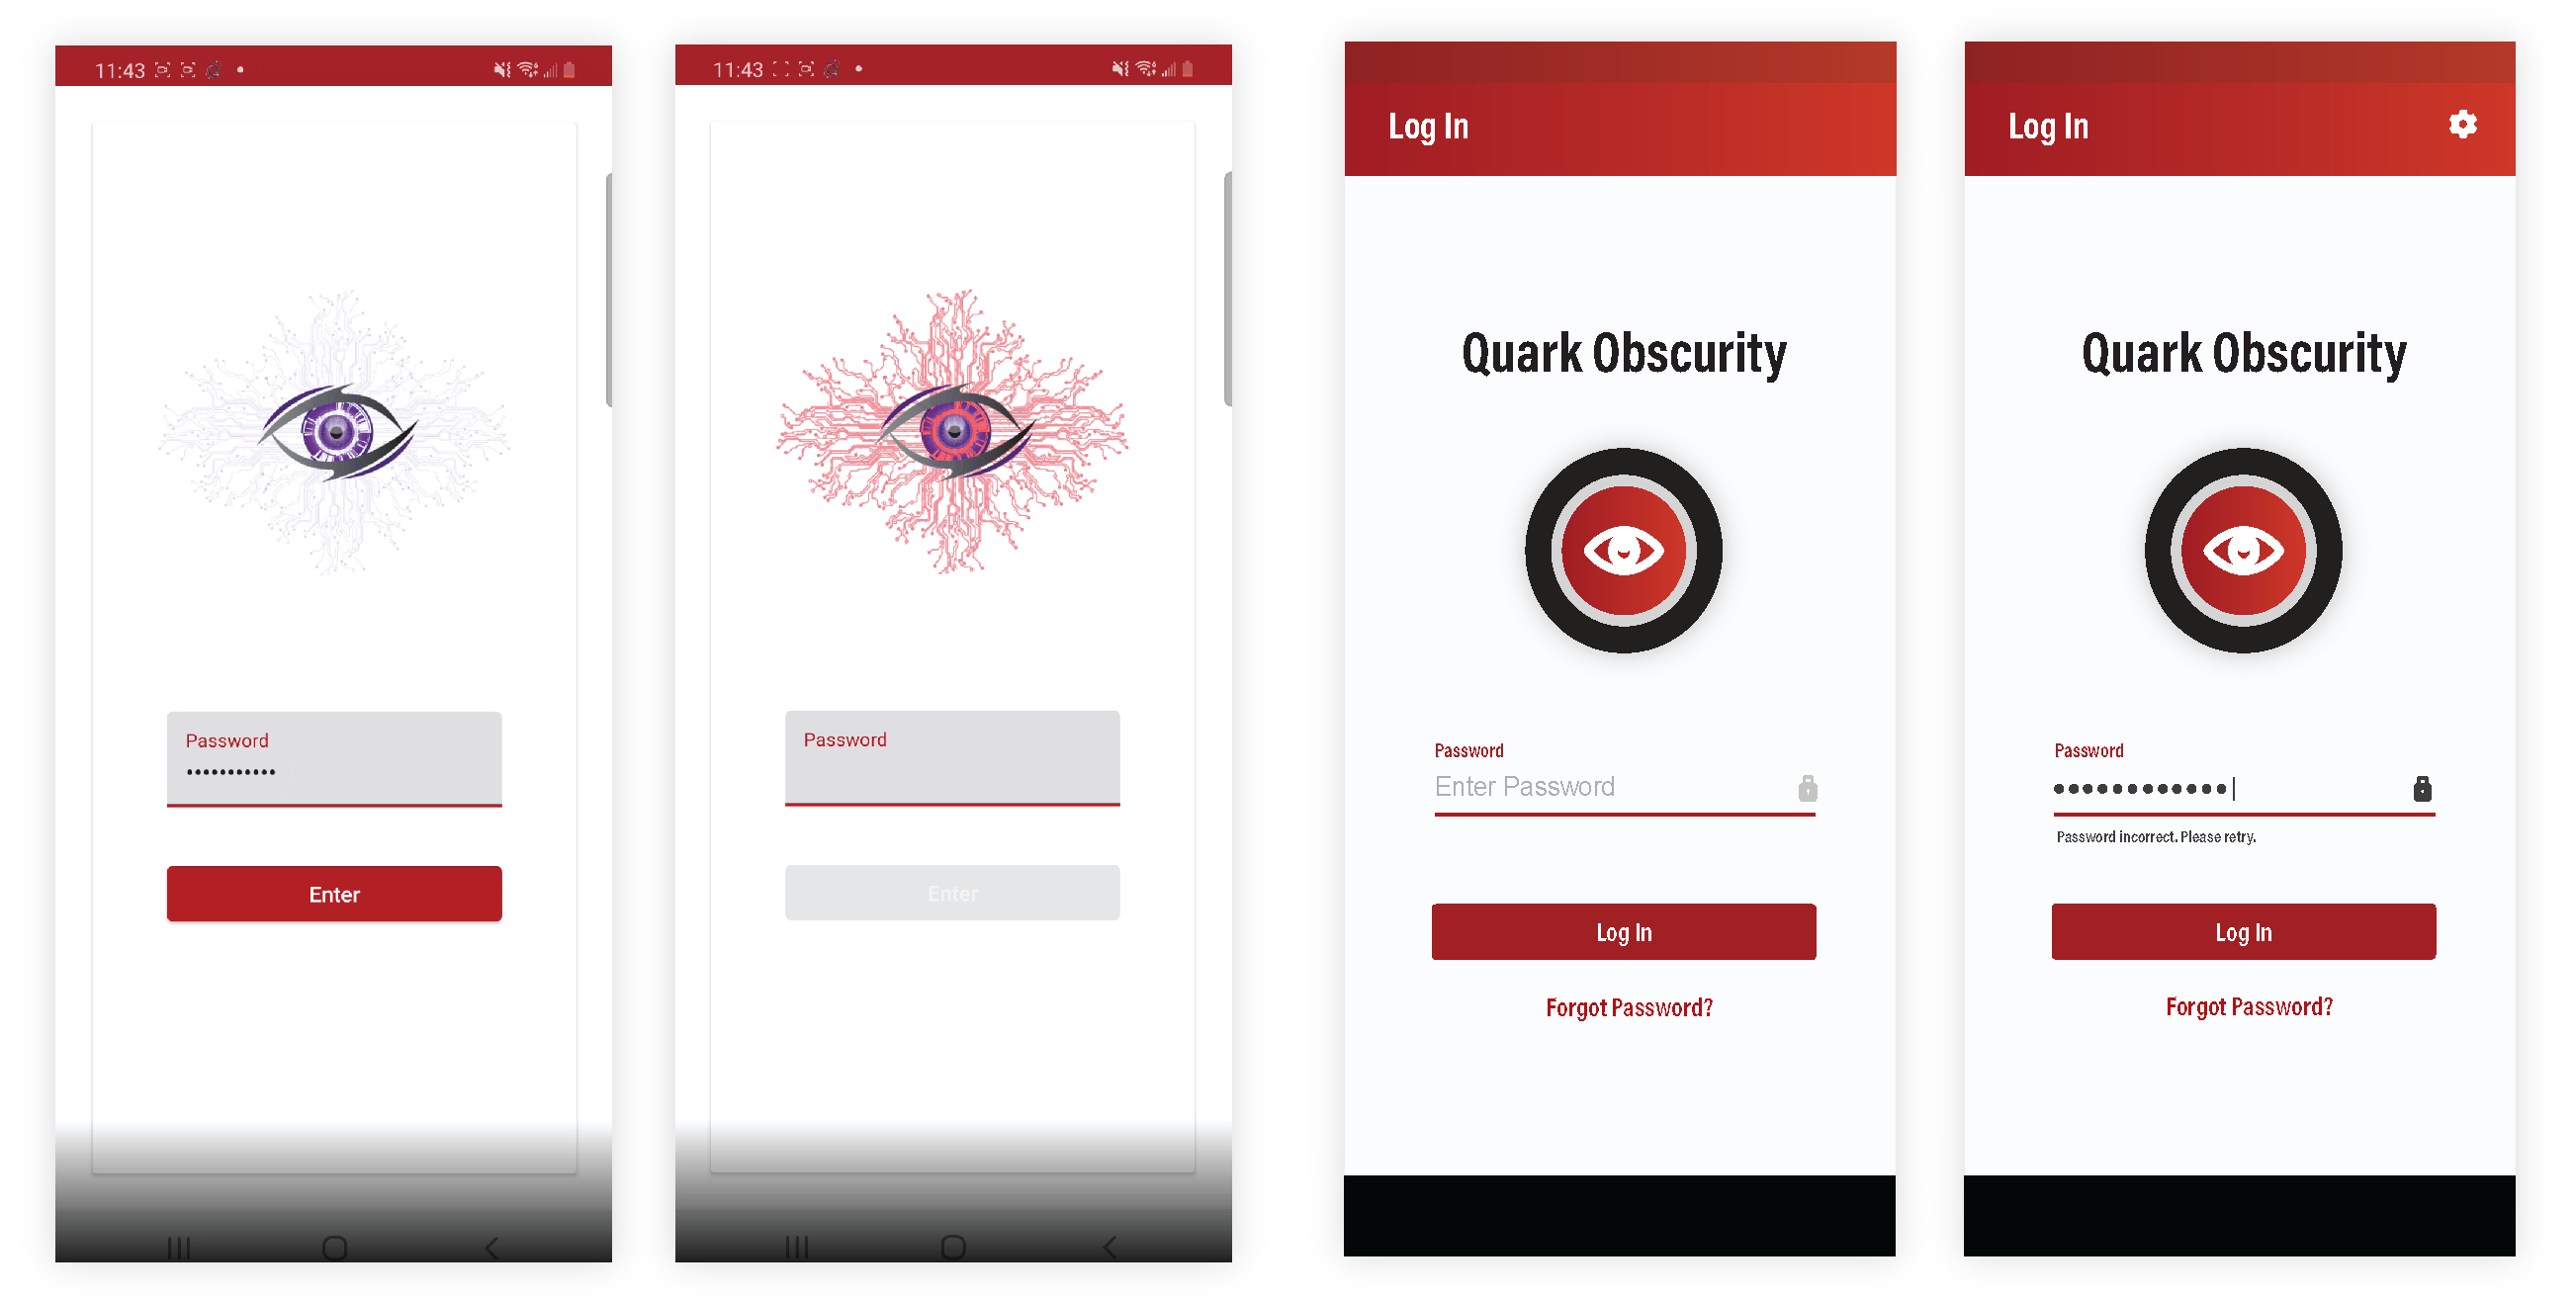 11:43
Password
•••••••••••
Enter
11:43
Password
Enter
Log In
Quark Obscurity
Password
Enter Password
Log In
Forgot Password?
Log In
Quark Obscurity
Password
••••••••••••|
Password incorrect. Please retry.
Log In
Forgot Password?